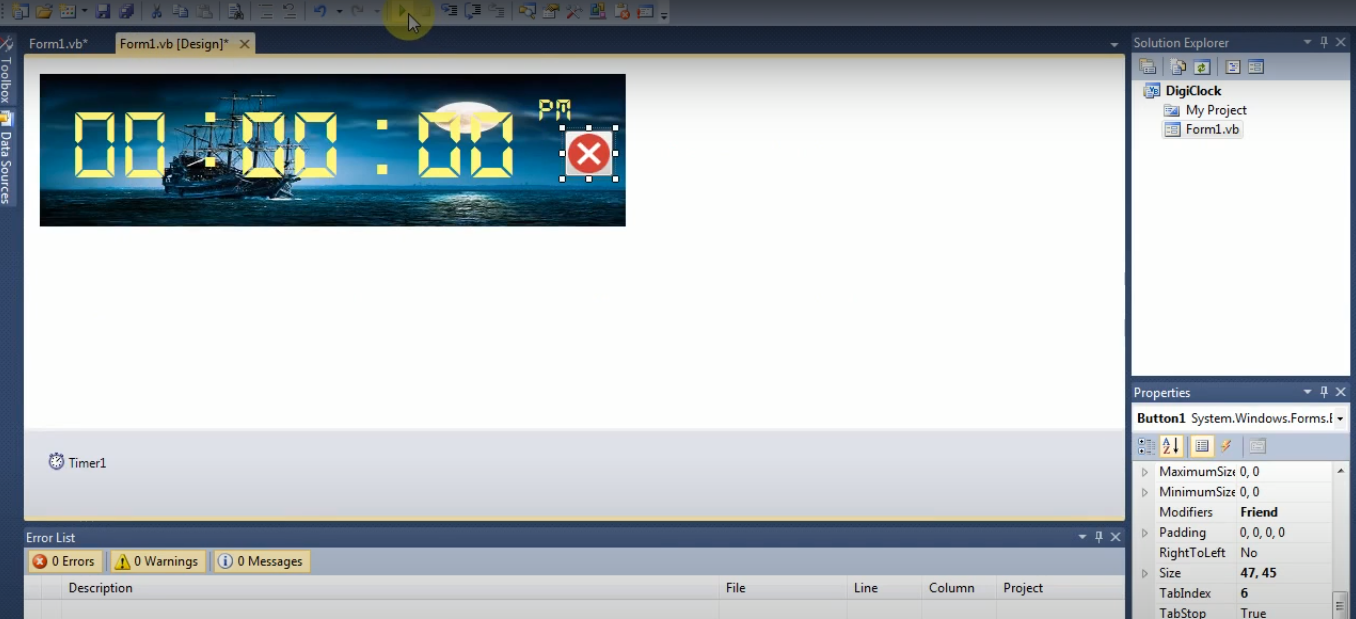 Form1.vb*
Form1.vb [Design]*
Toolbox
Data Sources
00:00:00
PM
Timer1
Error List
0 Errors
0 Warnings
0 Messages
Description
File
Line
Column
Project
Solution Explorer
DigiClock
My Project
Form1.vb
Properties
Button1 System.Windows.Forms.
MaximumSize 0, 0
MinimumSize 0, 0
Modifiers Friend
Padding 0, 0, 0, 0
RightToLeft No
Size 47, 45
TabIndex 6
TabStop True